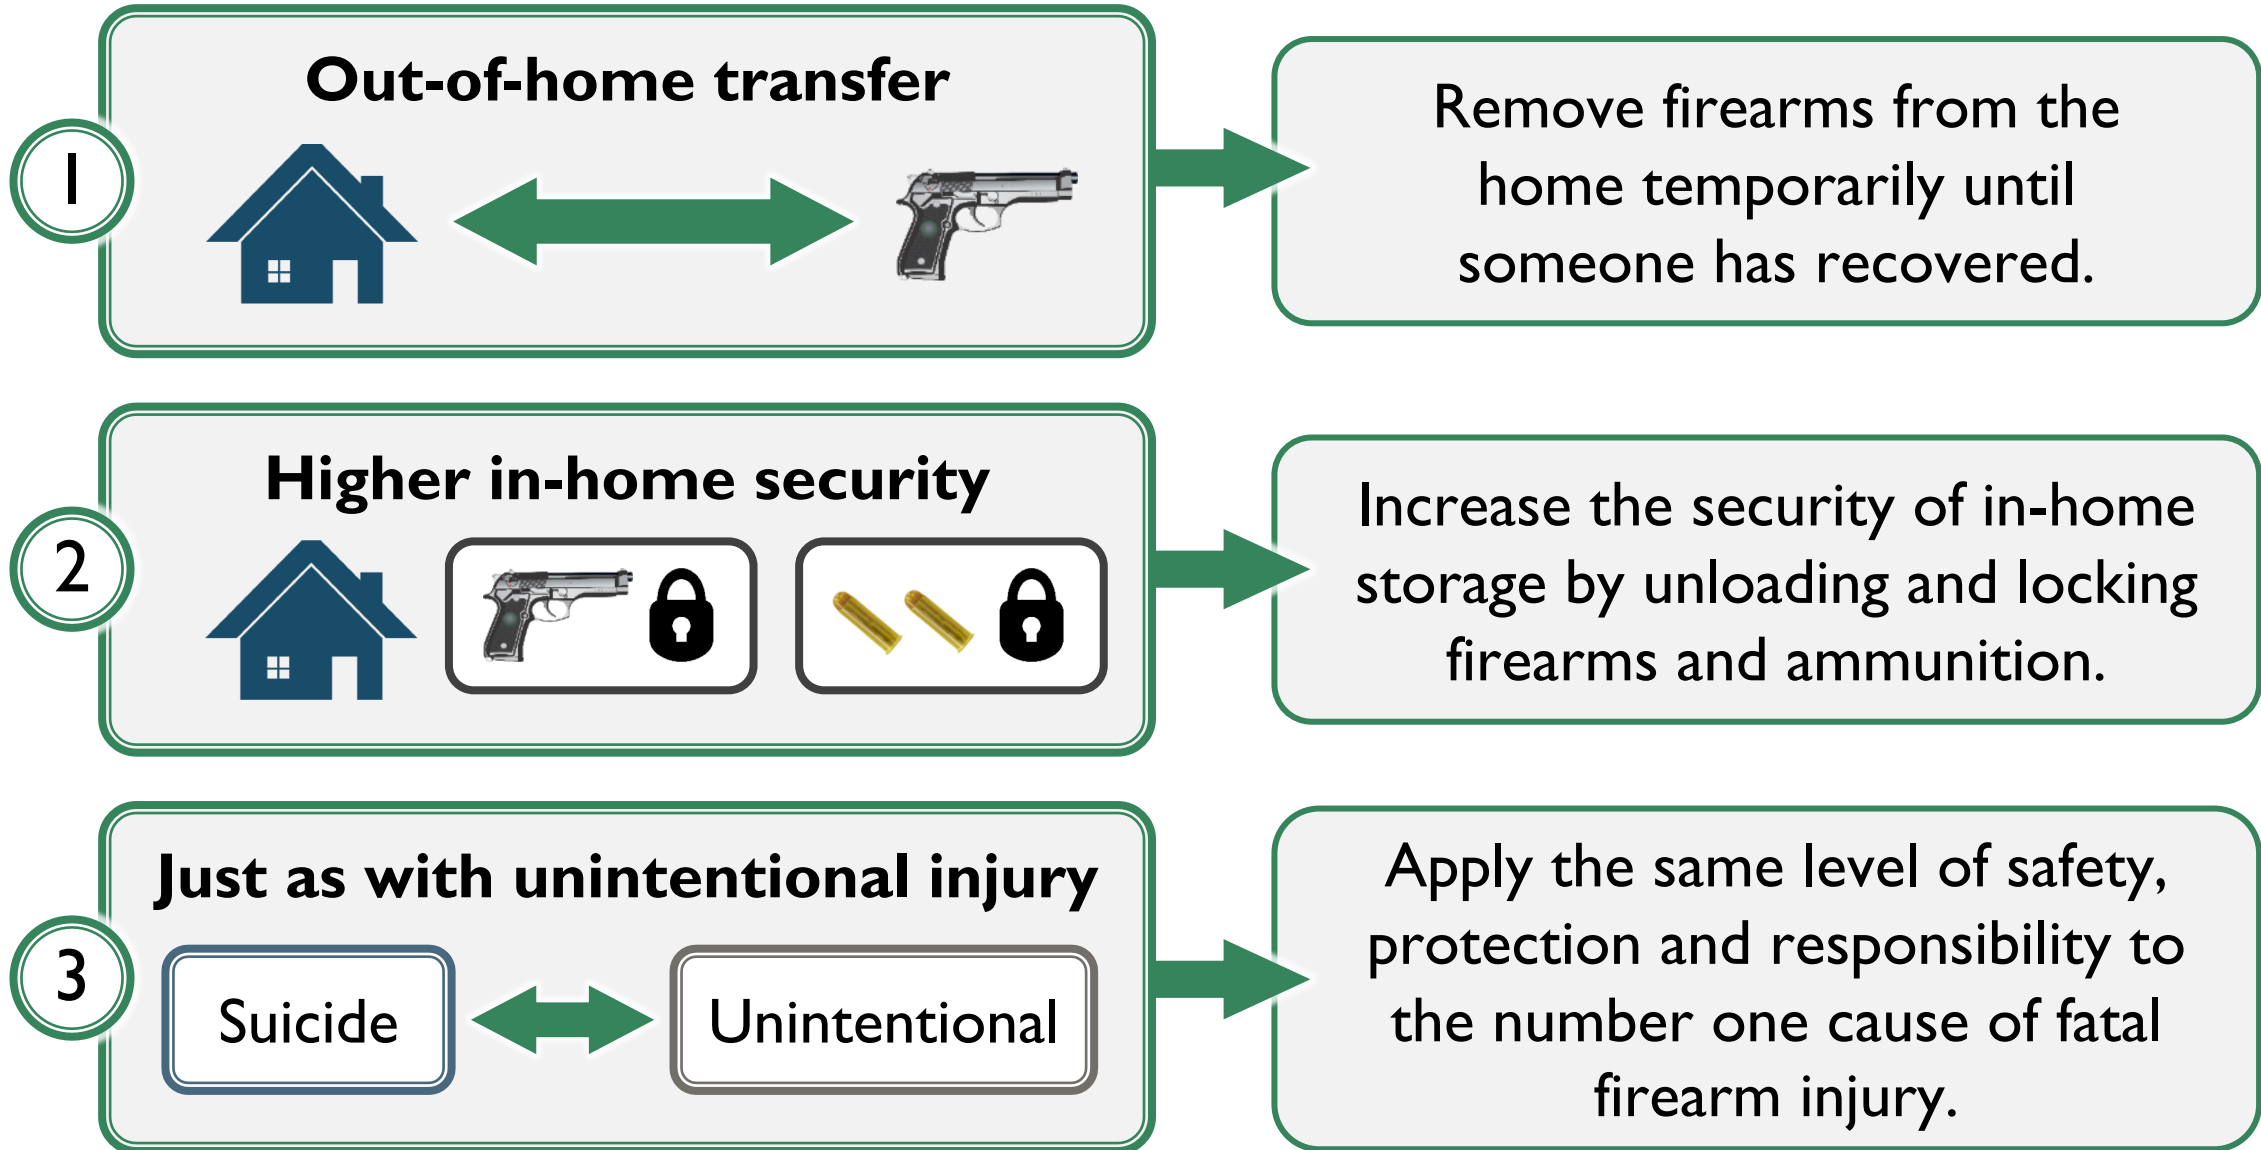 1
Out-of-home transfer
Remove firearms from the
home temporarily until
someone has recovered.
2
Higher in-home security
Increase the security of in-home
storage by unloading and locking
firearms and ammunition.
3
Just as with unintentional injury
Suicide
Unintentional
Apply the same level of safety,
protection and responsibility to
the number one cause of fatal
firearm injury.